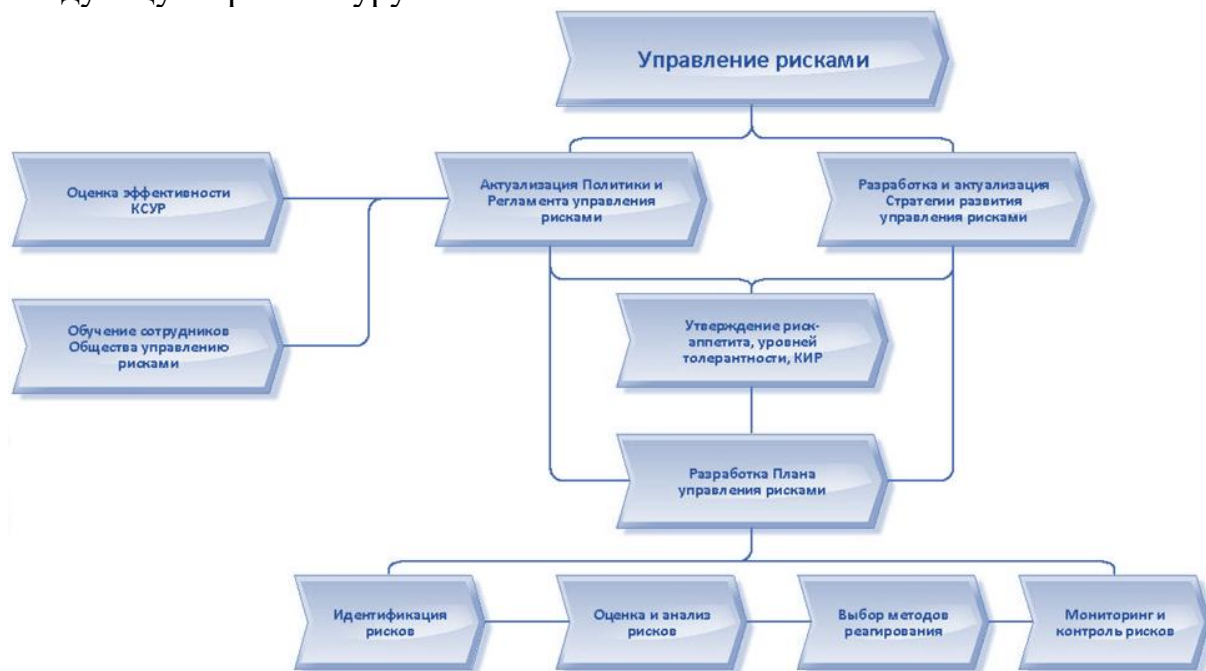 Управление рисками
Оценка эффективности
КСУР
Актуализация Политики и
Регламента управления
рисками
Разработка и актуализация
Стратегии развития
управления рисками
Обучение сотрудников
Общества управлению
рисками
Утверждение риск-
аппетита, уровней
толерантности, КИР
Разработка Плана
управления рисками
Идентификация
рисков
Оценка и анализ
рисков
Выбор методов
реагирования
Мониторинг и
контроль рисков